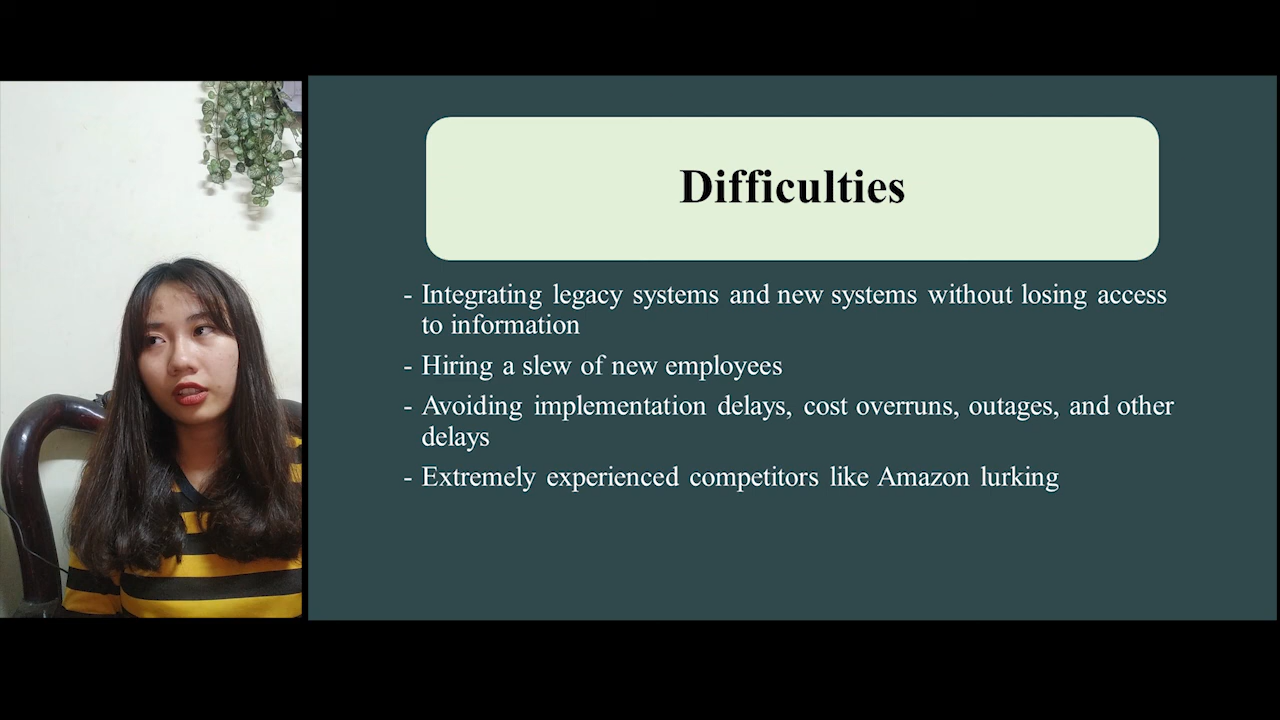 Difficulties
- Integrating legacy systems and new systems without losing access
to information
- Hiring a slew of new employees
- Avoiding implementation delays, cost overruns, outages, and other
delays
- Extremely experienced competitors like Amazon lurking